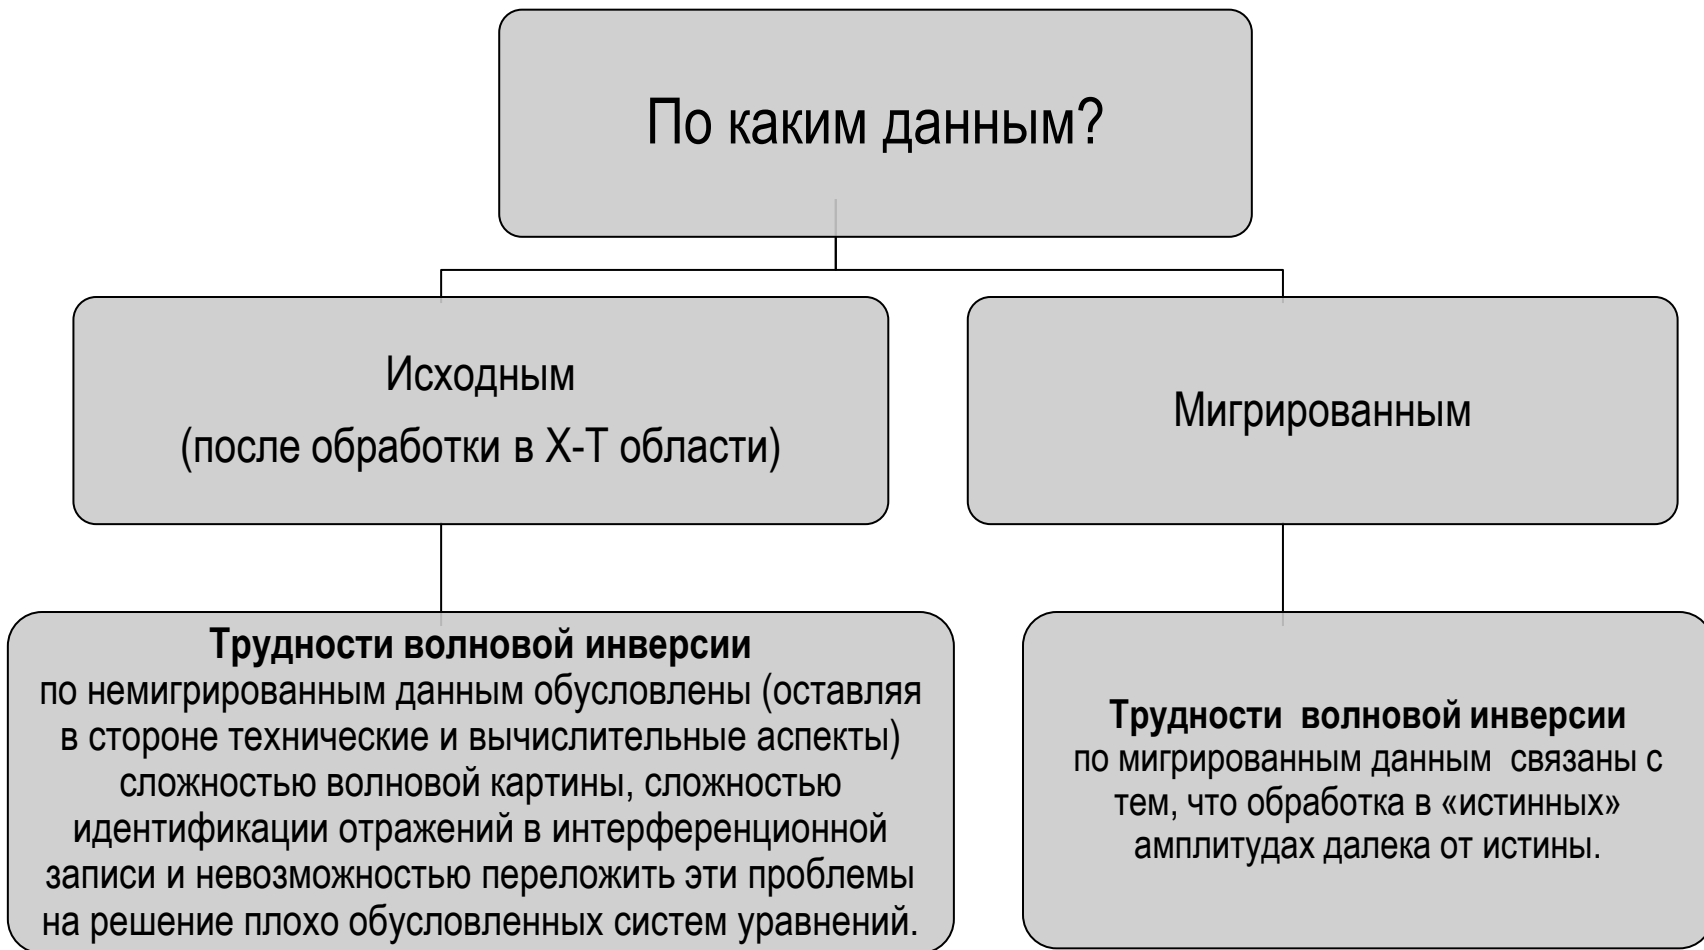 По каким данным?
Исходным
(после обработки в X-T области)
Мигрированным
Трудности волновой инверсии
по немигрированным данным обусловлены (оставляя
в стороне технические и вычислительные аспекты)
сложностью волновой картины, сложностью
идентификации отражений в интерференционной
записи и невозможностью переложить эти проблемы
на решение плохо обусловленных систем уравнений.
Трудности волновой инверсии
по мигрированным данным связаны с
тем, что обработка в «истинных»
амплитудах далека от истины.